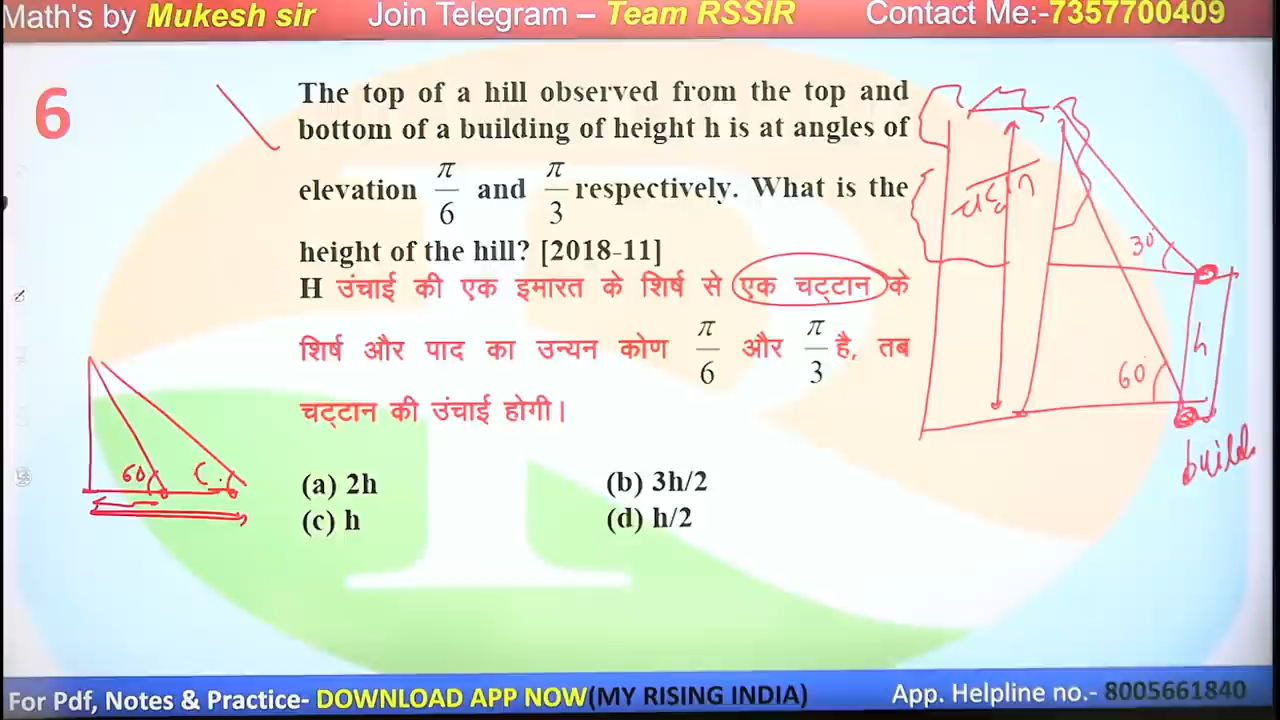 Math's by Mukesh sir Join Telegram – Team RSSIR Contact Me:-7357700409
6
The top of a hill observed from the top and
bottom of a building of height h is at angles of
elevation π/6 and π/3 respectively. What is the
height of the hill? [2018-11]
H उंचाई की एक इमारत के शिर्ष से एक चट्टान के
शिर्ष और पाद का उन्यन कोण π/6 और π/3 है, तब
चट्टान की उंचाई होगी।
(a) 2h (b) 3h/2
(c) h (d) h/2
30°
60°
h
build
60
For Pdf, Notes & Practice- DOWNLOAD APP NOW(MY RISING INDIA) App. Helpline no.- 8005661840